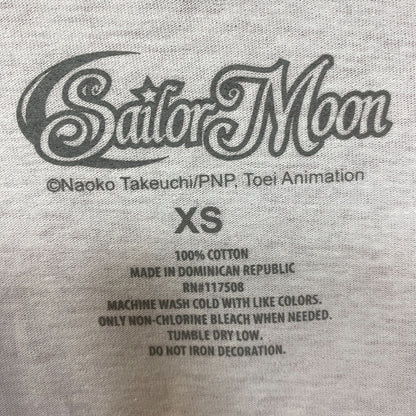 Sailor Moon
©Naoko Takeuchi/PNP, Toei Animation
XS
100% COTTON
MADE IN DOMINICAN REPUBLIC
RN#117508
MACHINE WASH COLD WITH LIKE COLORS.
ONLY NON-CHLORINE BLEACH WHEN NEEDED.
TUMBLE DRY LOW.
DO NOT IRON DECORATION.